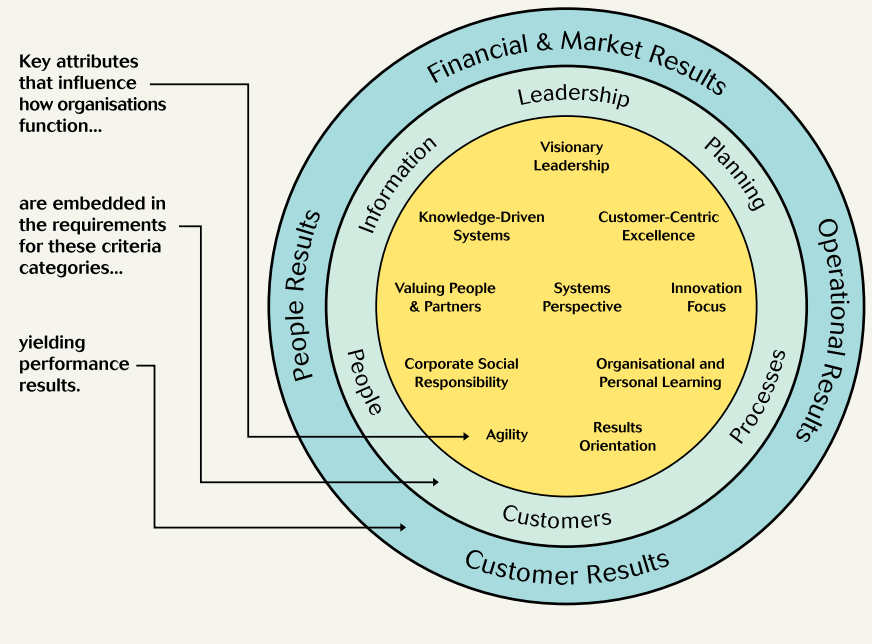 Key attributes
that influence
how organisations
function...
are embedded in
the requirements
for these criteria
categories...
yielding
performance
results.
Financial & Market Results
Leadership
Information
Planning
People Results
Operational Results
People
Processes
Customers
Customer Results
Visionary
Leadership
Knowledge-Driven
Systems
Customer-Centric
Excellence
Valuing People
& Partners
Systems
Perspective
Innovation
Focus
Corporate Social
Responsibility
Organisational and
Personal Learning
Agility
Results
Orientation